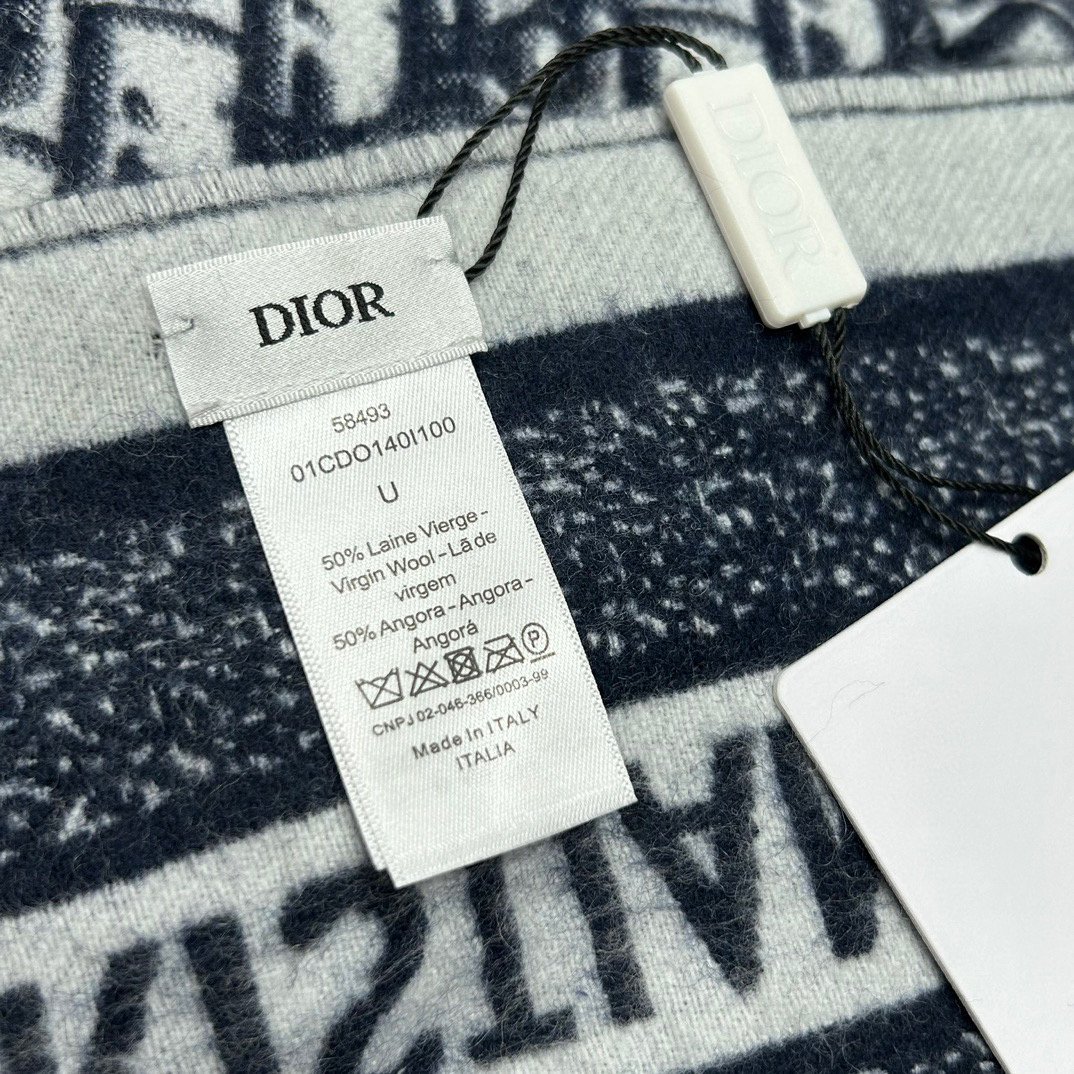 DIOR
DIOR
58493
01CDO140I100
U
50% Laine Vierge -
Virgin Wool - Lã de
virgem
50% Angora - Angora -
Angorá
P
CNPJ 02-046-366/0003-99
Made In ITALY
ITALIA